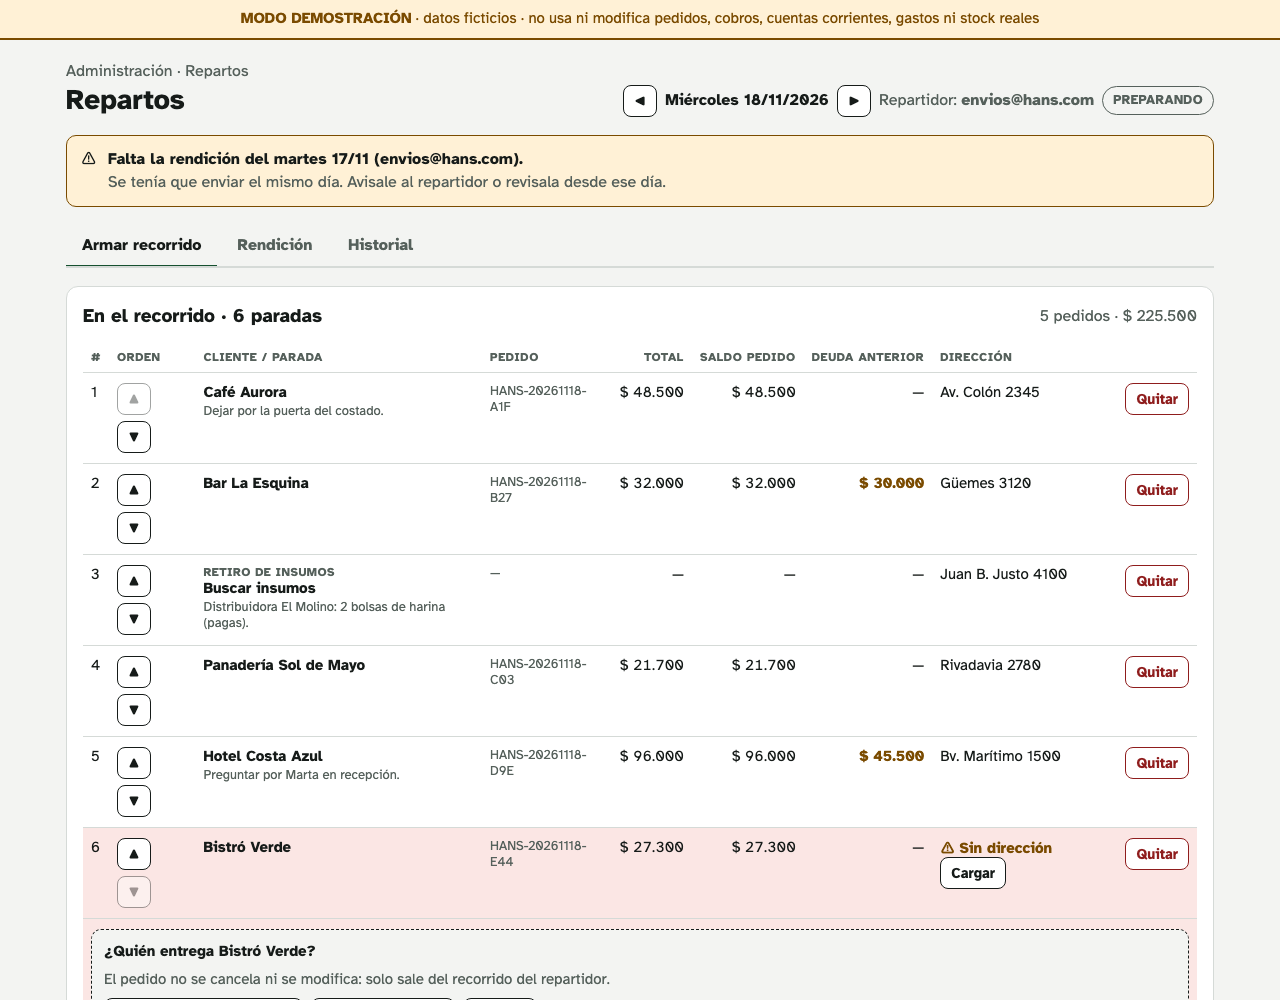 MODO DEMOSTRACIÓN · datos ficticios · no usa ni modifica pedidos, cobros, cuentas corrientes, gastos ni stock reales
Administración · Repartos
Repartos
◄ Miércoles 18/11/2026 ► Repartidor: envios@hans.com PREPARANDO
⚠ Falta la rendición del martes 17/11 (envios@hans.com).
Se tenía que enviar el mismo día. Avisale al repartidor o revisala desde ese día.
Armar recorrido Rendición Historial
En el recorrido · 6 paradas 5 pedidos · $ 225.500
# ORDEN CLIENTE / PARADA PEDIDO TOTAL SALDO PEDIDO DEUDA ANTERIOR DIRECCIÓN
1 ▲ Café Aurora HANS-20261118- $ 48.500 $ 48.500 — Av. Colón 2345 Quitar
Dejar por la puerta del costado. A1F
▼
2 ▲ Bar La Esquina HANS-20261118- $ 32.000 $ 32.000 $ 30.000 Güemes 3120 Quitar
B27
▼
3 ▲ RETIRO DE INSUMOS — — — — Juan B. Justo 4100 Quitar
Buscar insumos
▼ Distribuidora El Molino: 2 bolsas de harina
(pagas).
4 ▲ Panadería Sol de Mayo HANS-20261118- $ 21.700 $ 21.700 — Rivadavia 2780 Quitar
C03
▼
5 ▲ Hotel Costa Azul HANS-20261118- $ 96.000 $ 96.000 $ 45.500 Bv. Marítimo 1500 Quitar
Preguntar por Marta en recepción. D9E
▼
6 ▲ Bistró Verde HANS-20261118- $ 27.300 $ 27.300 — ⚠ Sin dirección Quitar
E44
▼ Cargar
¿Quién entrega Bistró Verde?
El pedido no se cancela ni se modifica: solo sale del recorrido del repartidor.